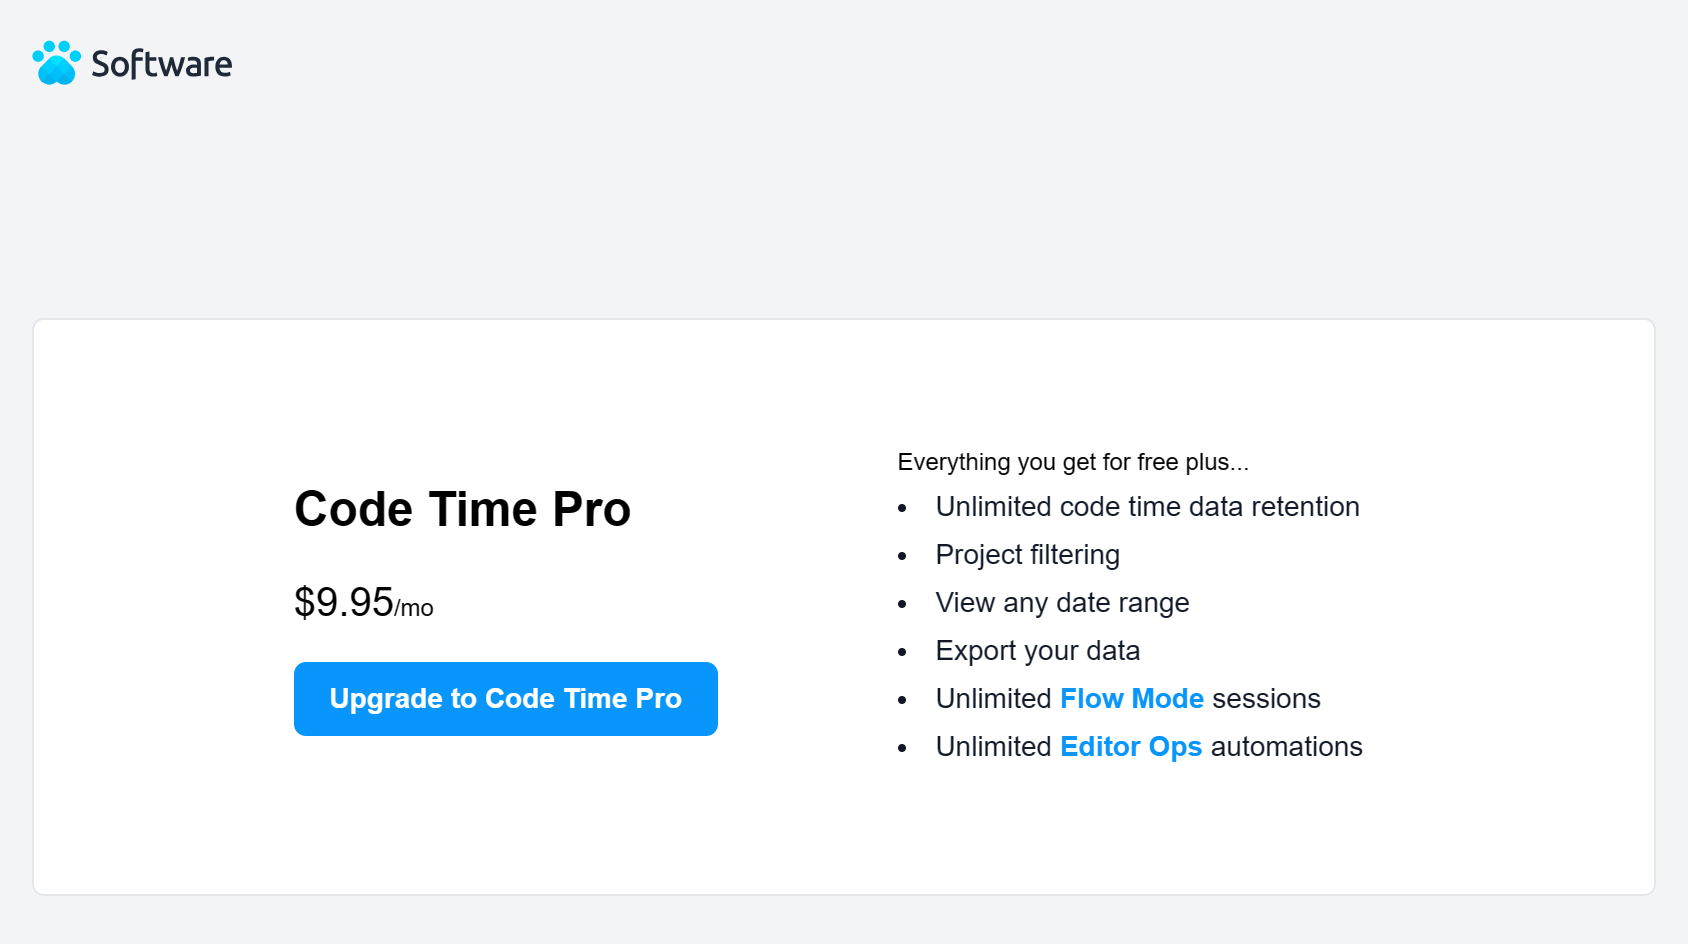 Software
Code Time Pro
$9.95/mo
Upgrade to Code Time Pro
Everything you get for free plus...
• Unlimited code time data retention
• Project filtering
• View any date range
• Export your data
• Unlimited Flow Mode sessions
• Unlimited Editor Ops automations